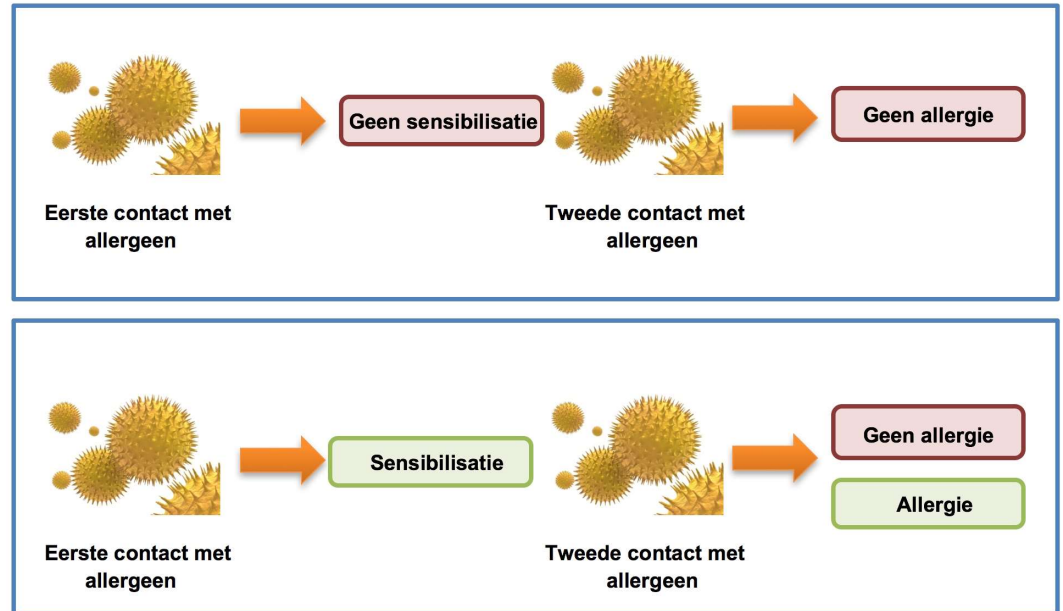 Geen sensibilisatie
Geen allergie
Eerste contact met
allergeen
Tweede contact met
allergeen
Sensibilisatie
Geen allergie
Allergie
Eerste contact met
allergeen
Tweede contact met
allergeen